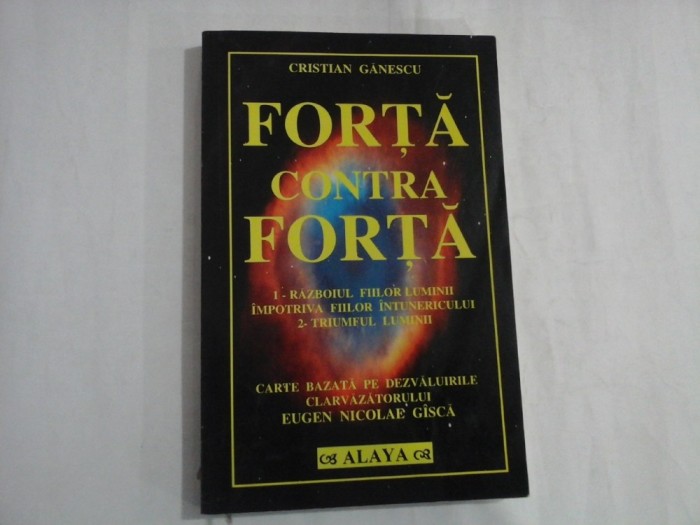 CRISTIAN GĂNESCU
FORȚĂ
CONTRA
FORȚĂ
1 - RĂZBOIUL FIILOR LUMINII
ÎMPOTRIVA FIILOR ÎNTUNERICULUI
2- TRIUMFUL LUMINII
CARTE BAZATĂ PE DEZVĂLUIRILE
CLARVĂZĂTORULUI
EUGEN NICOLAE GÎSCĂ
ALAYA